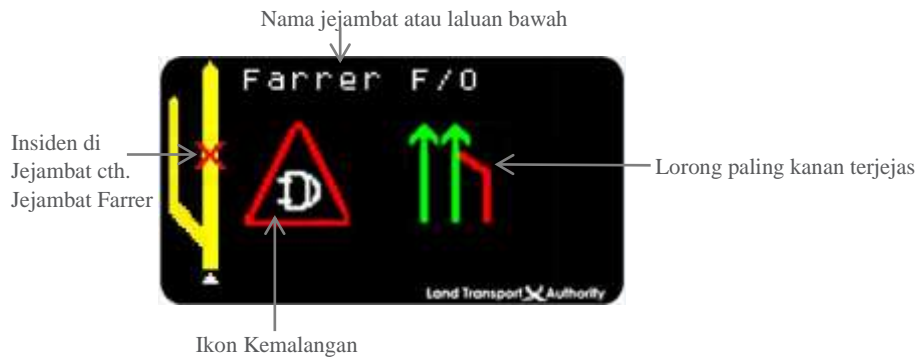 Nama jejambat atau laluan bawah
Farrer F/O
Insiden di
Jejambat cth.
Jejambat Farrer
Lorong paling kanan terjejas
Land Transport Authority
Ikon Kemalangan